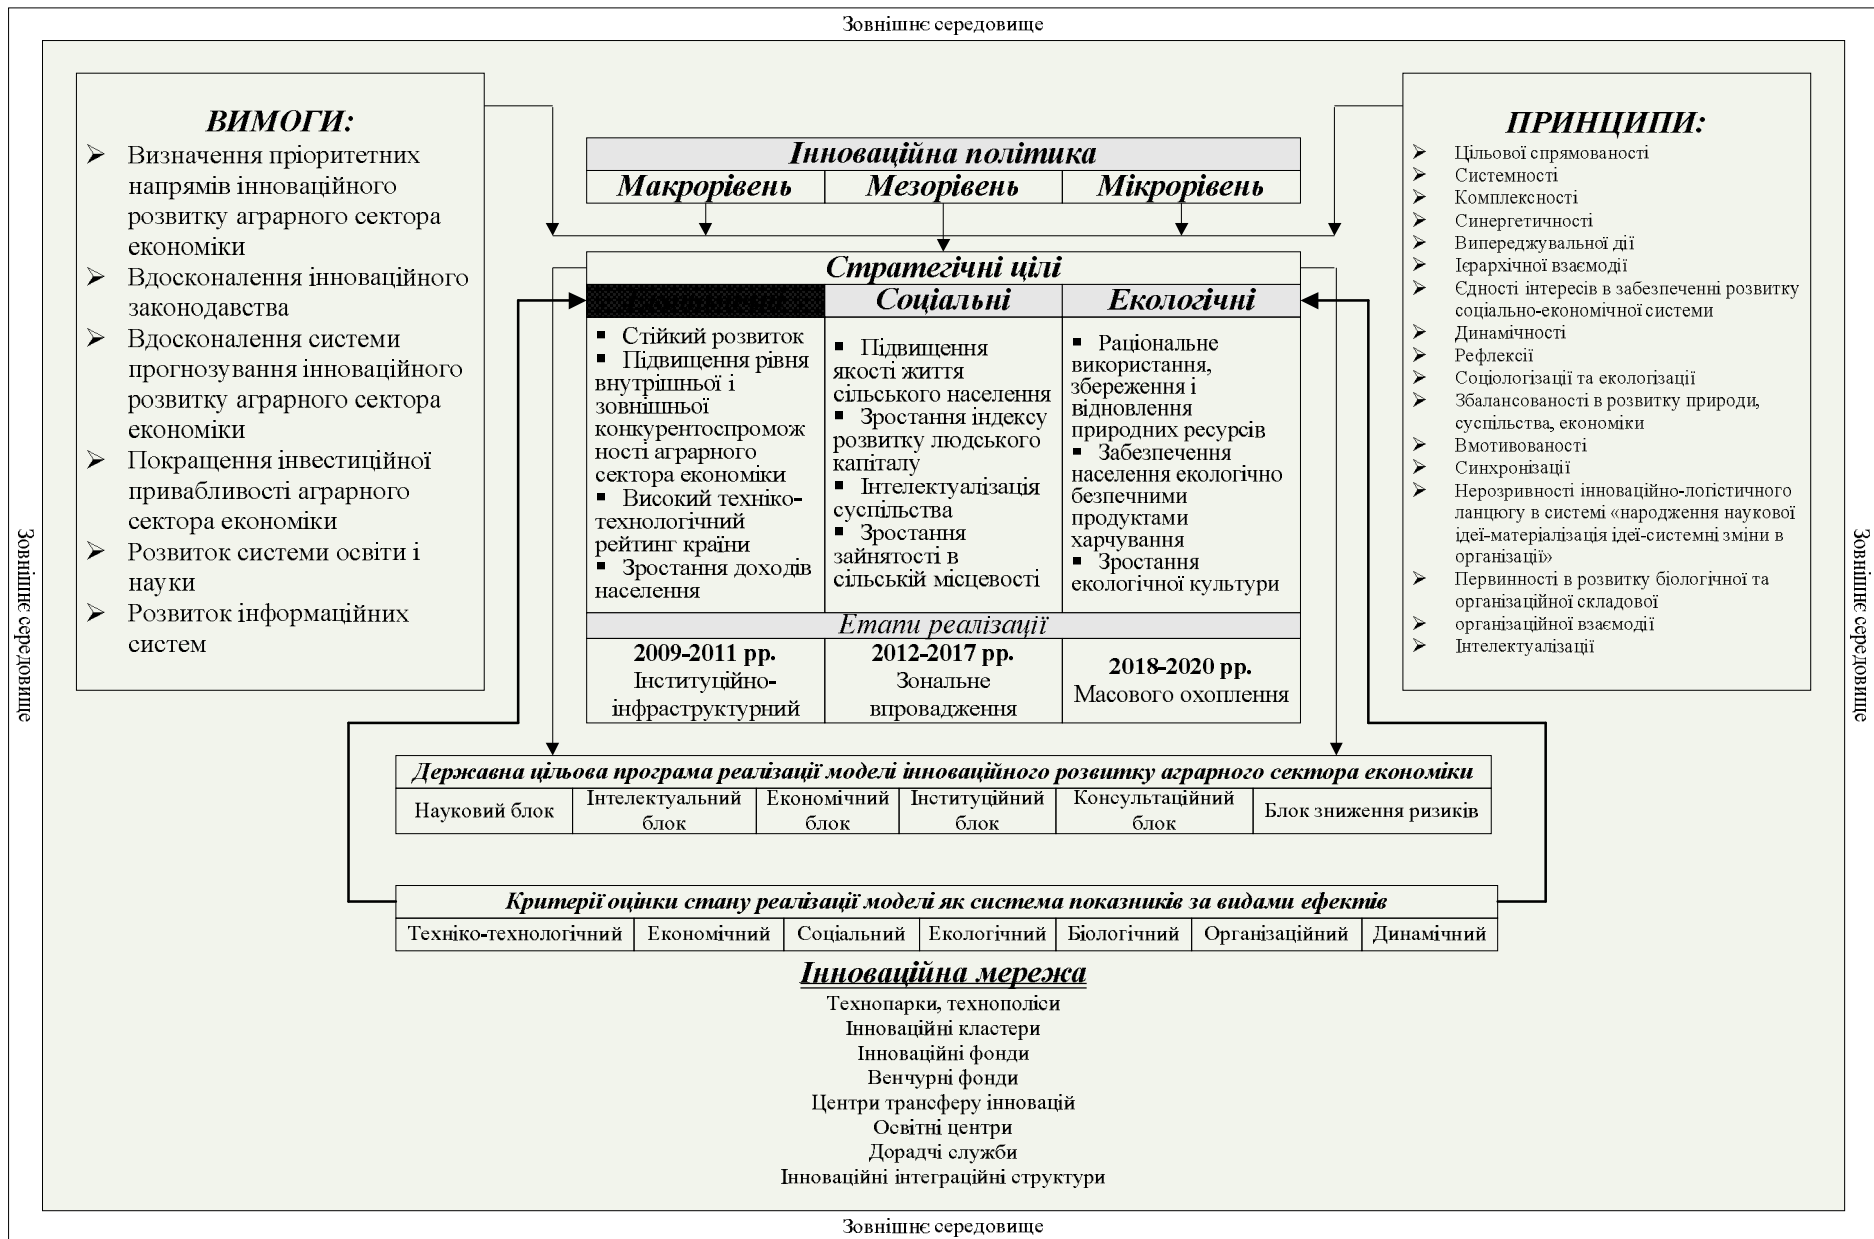 Зовнішнє середовище
ВИМОГИ:
Визначення пріоритетних
напрямів інноваційного
розвитку аграрного сектора
економіки
Вдосконалення інноваційного
законодавства
Вдосконалення системи
прогнозування інноваційного
розвитку аграрного сектора
економіки
Покращення інвестиційної
привабливості аграрного
сектора економіки
Розвиток системи освіти і
науки
Розвиток інформаційних
систем
Інноваційна політика
Макрорівень Мезорівень Мікрорівень
Стратегічні цілі
Соціальні Екологічні
Стійкий розвиток
Підвищення рівня
внутрішньої і
зовнішньої
конкурентоспромож
ності аграрного
сектора економіки
Високий техніко-
технологічний
рейтинг країни
Зростання доходів
населення
Підвищення
якості життя
сільського населення
Зростання індексу
розвитку людського
капіталу
Інтелектуалізація
суспільства
Зростання
зайнятості в
сільській місцевості
Раціональне
використання,
збереження і
відновлення
природних ресурсів
Забезпечення
населення екологічно
безпечними
продуктами
харчування
Зростання
екологічної культури
Етапи реалізації
2009-2011 рр.
Інституційно-
інфраструктурний
2012-2017 рр.
Зональне
впровадження
2018-2020 рр.
Масового охоплення
ПРИНЦИПИ:
Цільової спрямованості
Системності
Комплексності
Синергетичності
Випереджувальної дії
Ієрархічної взаємодії
Єдності інтересів в забезпеченні розвитку
соціально-економічної системи
Динамічності
Рефлексії
Соціологізації та екологізації
Збалансованості в розвитку природи,
суспільства, економіки
Вмотивованості
Синхронізації
Нерозривності інноваційно-логістичного
ланцюгу в системі «народження наукової
ідеї-матеріалізація ідеї-системні зміни в
організації»
Первинності в розвитку біологічної та
організаційної складової
організаційної взаємодії
Інтелектуалізації
Зовнішнє середовище
Зовнішнє середовище
Державна цільова програма реалізації моделі інноваційного розвитку аграрного сектора економіки
Науковий блок
Інтелектуальний
блок
Економічний
блок
Інституційний
блок
Консультаційний
блок
Блок зниження ризиків
Критерії оцінки стану реалізації моделі як система показників за видами ефектів
Техніко-технологічний Економічний Соціальний Екологічний Біологічний Організаційний Динамічний
Інноваційна мережа
Технопарки, технополіси
Інноваційні кластери
Інноваційні фонди
Венчурні фонди
Центри трансферу інновацій
Освітні центри
Дорадчі служби
Інноваційні інтеграційні структури
Зовнішнє середовище